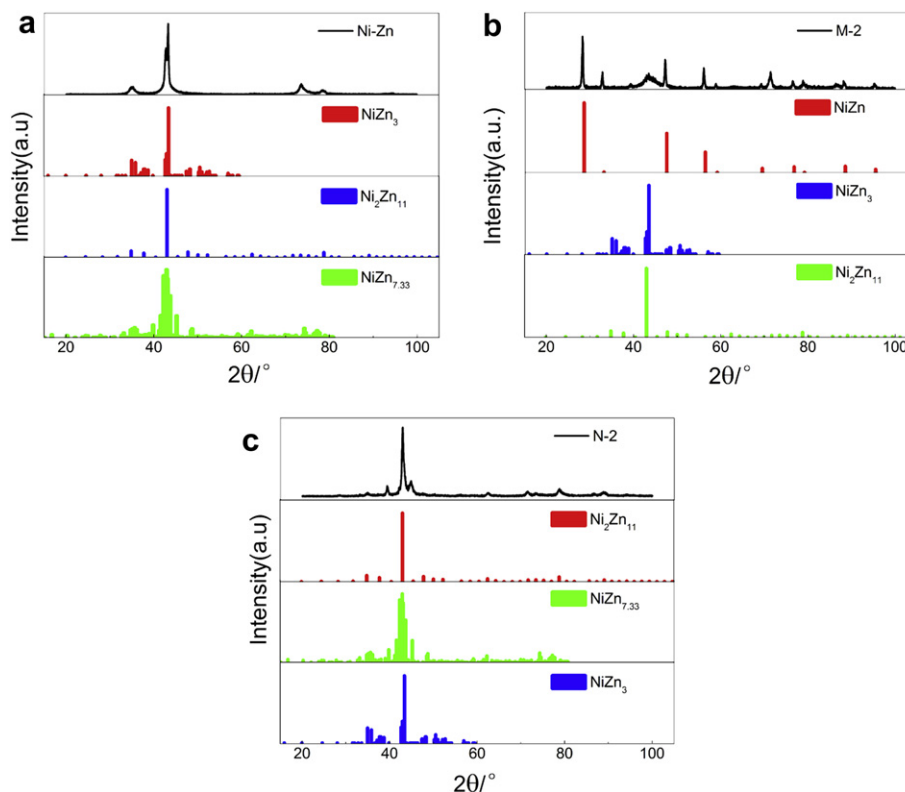 a
Ni-Zn
NiZn3
Ni2Zn11
NiZn7.33
Intensity(a.u)
20 40 60 80 100
2θ/°
b
M-2
NiZn
NiZn3
Ni2Zn11
Intensity(a.u.)
20 40 60 80 100
2θ/°
c
N-2
Ni2Zn11
NiZn7.33
NiZn3
Intensity(a.u)
20 40 60 80 100
2θ/°